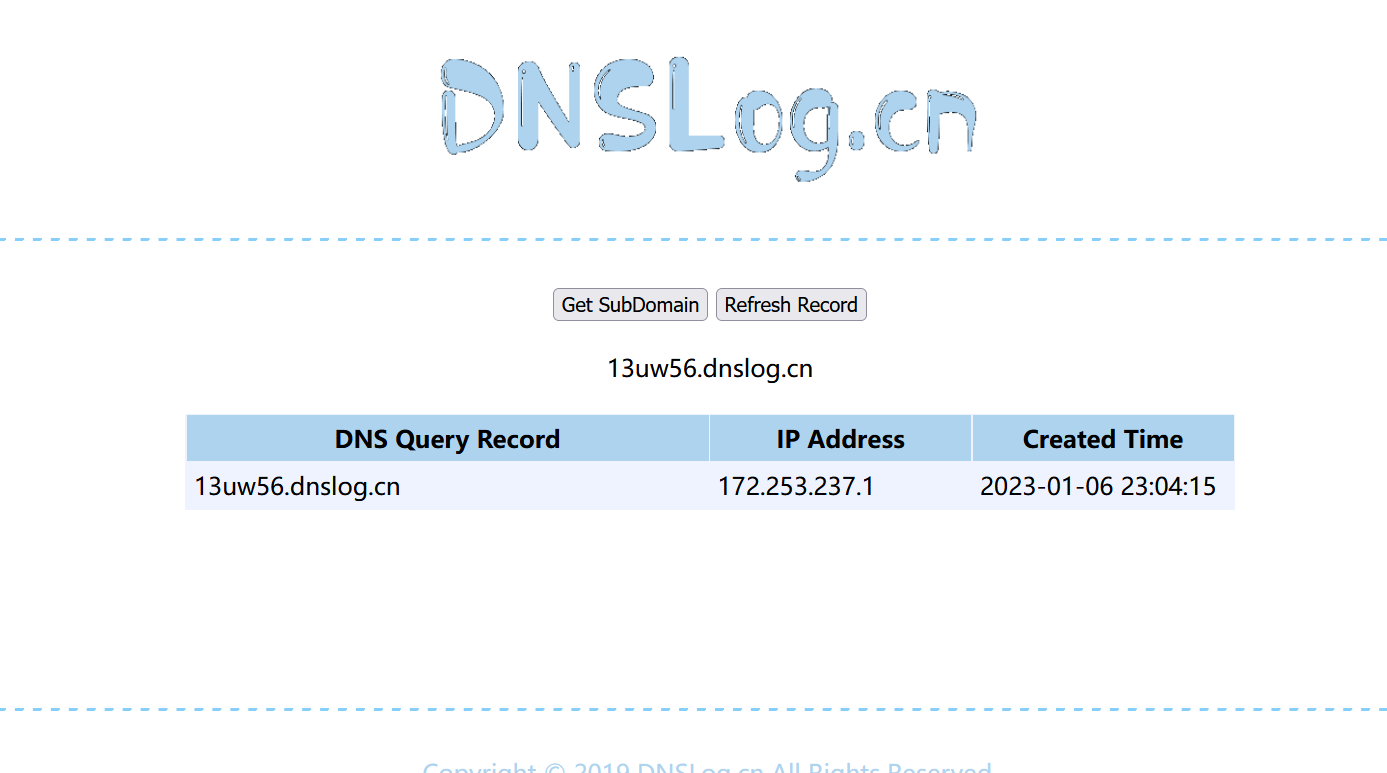 DNSLog.cn
Get SubDomain Refresh Record
13uw56.dnslog.cn
DNS Query Record IP Address Created Time
13uw56.dnslog.cn 172.253.237.1 2023-01-06 23:04:15
Copyright © 2019 DNSLog.cn All Rights Reserved.